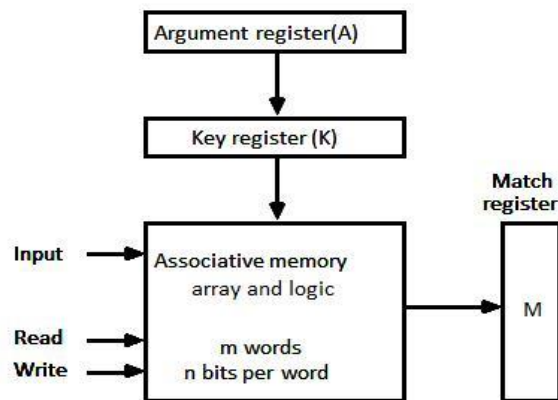 Argument register(A)
Key register (K)
Match
register
Input
Associative memory
array and logic
M
Read
m words
Write
n bits per word